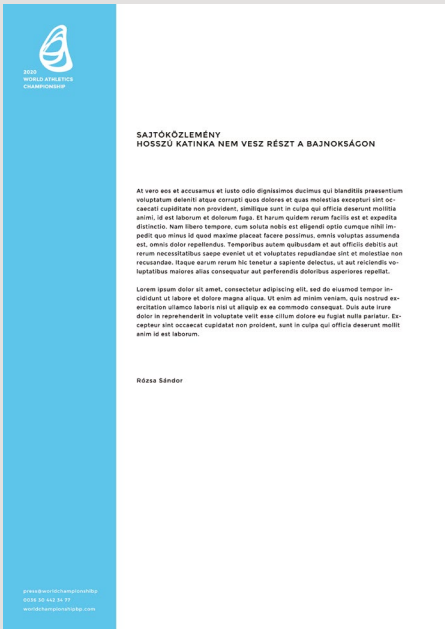 2020
WORLD ATHLETICS
CHAMPIONSHIP
SAJTÓKÖZLEMÉNY
HOSSZÚ KATINKA NEM VESZ RÉSZT A BAJNOKSÁGON
At vero eos et accusamus et iusto odio dignissimos ducimus qui blanditiis praesentium
voluptatum deleniti atque corrupti quos dolores et quas molestias excepturi sint oc-
caecati cupiditate non provident, similique sunt in culpa qui officia deserunt mollitia
animi, id est laborum et dolorum fuga. Et harum quidem rerum facilis est et expedita
distinctio. Nam libero tempore, cum soluta nobis est eligendi optio cumque nihil im-
pedit quo minus id quod maxime placeat facere possimus, omnis voluptas assumenda
est, omnis dolor repellendus. Temporibus autem quibusdam et aut officiis debitis aut
rerum necessitatibus saepe eveniet ut et voluptates repudiandae sint et molestiae non
recusandae. Itaque earum rerum hic tenetur a sapiente delectus, ut aut reiciendis vo-
luptatibus maiores alias consequatur aut perferendis doloribus asperiores repellat.
Lorem ipsum dolor sit amet, consectetur adipiscing elit, sed do eiusmod tempor in-
cididunt ut labore et dolore magna aliqua. Ut enim ad minim veniam, quis nostrud ex-
ercitation ullamco laboris nisi ut aliquip ex ea commodo consequat. Duis aute irure
dolor in reprehenderit in voluptate velit esse cillum dolore eu fugiat nulla pariatur. Ex-
cepteur sint occaecat cupidatat non proident, sunt in culpa qui officia deserunt mollit
anim id est laborum.
Rózsa Sándor
press@worldchampionshibp
0036 30 462 34 77
worldchampionshipbp.com